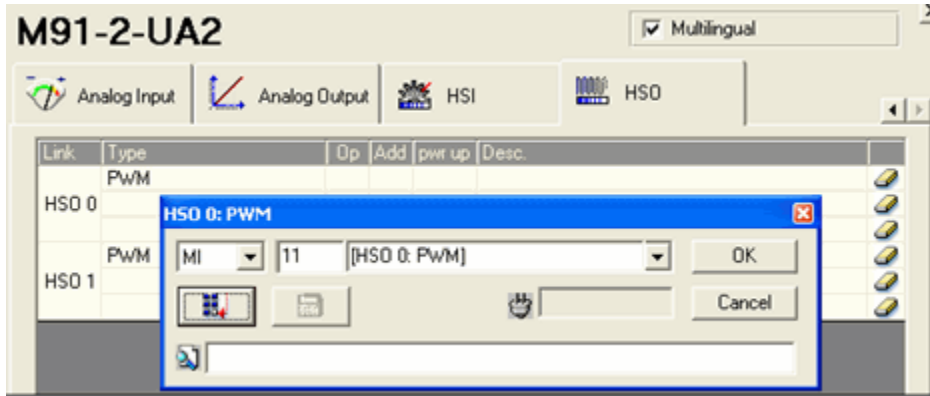 M91-2-UA2
Multilingual
Analog Input Analog Output HSI HSO
Link Type Op Add pwr up Desc.
PWM
HSO 0
HSO 0: PWM
PWM
HSO 1
MI 11 [HSO 0: PWM] OK
Cancel